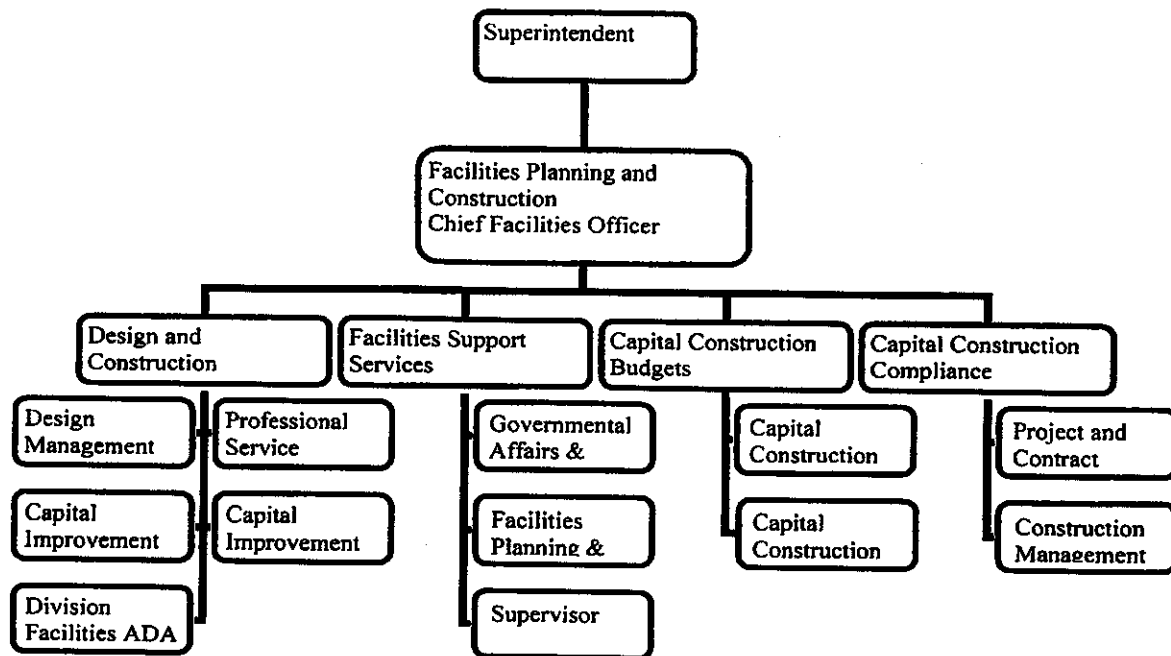 Superintendent
Facilities Planning and
Construction
Chief Facilities Officer
Design and
Construction
Facilities Support
Services
Capital Construction
Budgets
Capital Construction
Compliance
Design
Management
Professional
Service
Governmental
Affairs &
Capital
Construction
Project and
Contract
Capital
Improvement
Capital
Improvement
Facilities
Planning &
Capital
Construction
Construction
Management
Division
Facilities ADA
Supervisor